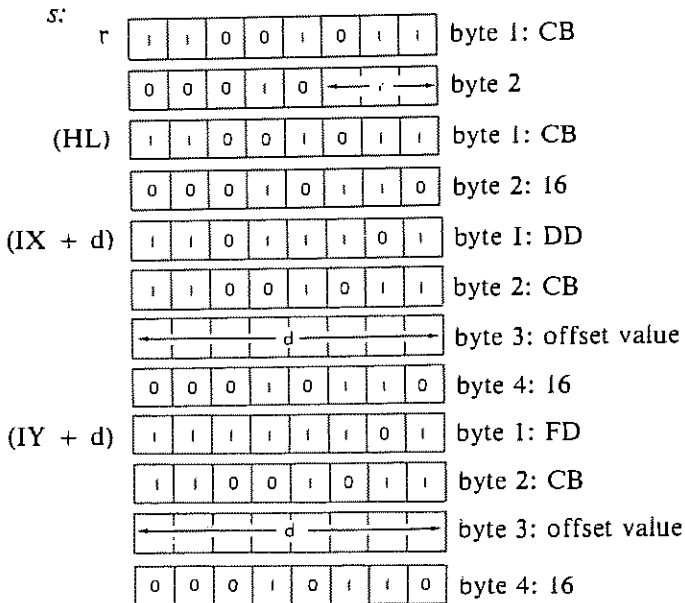 s:
r 1 1 0 0 1 0 1 1 byte 1: CB
0 0 0 1 0 r byte 2
(HL) 1 1 0 0 1 0 1 1 byte 1: CB
0 0 0 1 0 1 1 0 byte 2: 16
(IX + d) 1 1 0 1 1 1 0 1 byte 1: DD
1 1 0 0 1 0 1 1 byte 2: CB
d byte 3: offset value
0 0 0 1 0 1 1 0 byte 4: 16
(IY + d) 1 1 1 1 1 1 0 1 byte 1: FD
1 1 0 0 1 0 1 1 byte 2: CB
d byte 3: offset value
0 0 0 1 0 1 1 0 byte 4: 16